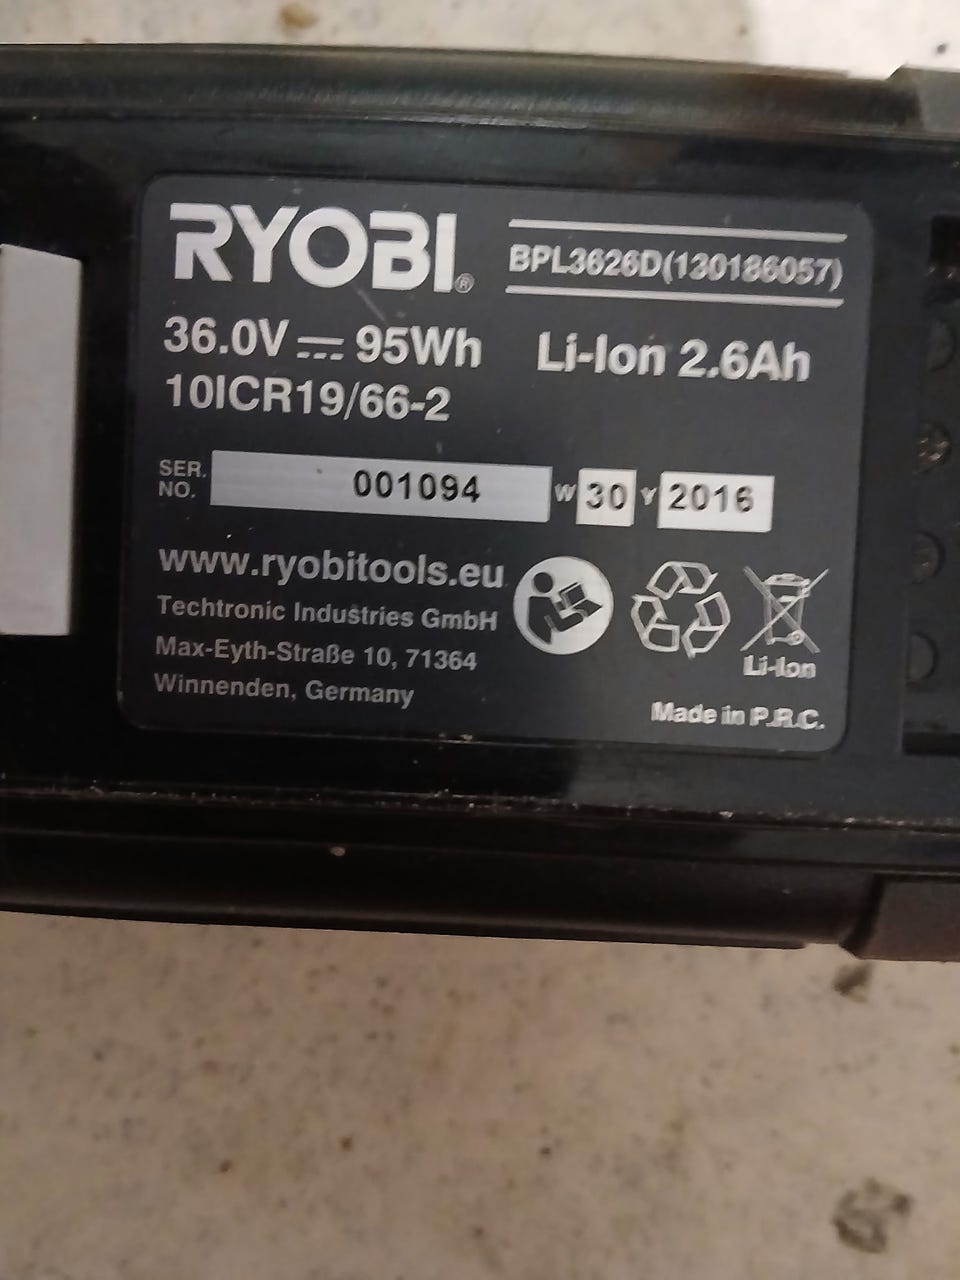 RYOBI®
BPL3626D(130186057)
36.0V 95Wh Li-Ion 2.6Ah
10ICR19/66-2
SER. NO. 001094 W 30 Y 2016
www.ryobitools.eu
Techtronic Industries GmbH
Max-Eyth-Straße 10, 71364
Winnenden, Germany
Li-Ion
Made in P.R.C.